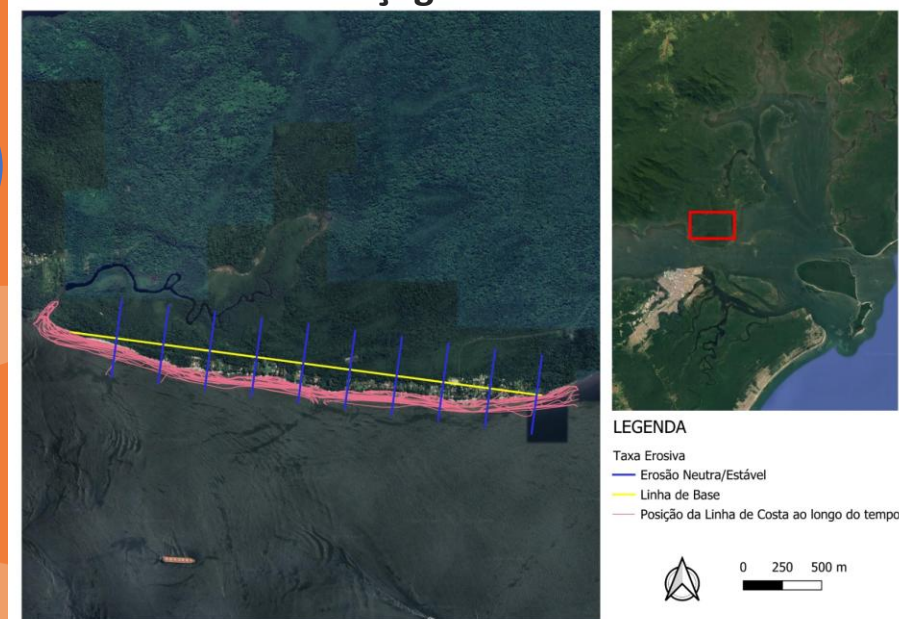 LEGENDA
Taxa Erosiva
Erosão Neutra/Estável
Linha de Base
Posição da Linha de Costa ao longo do tempo
0 250 500 m